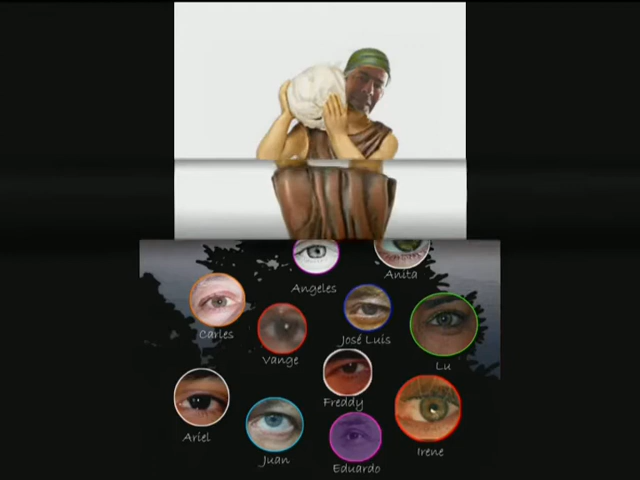 Anita
Angeles
Carles
José Luis
Vange
Lu
Freddy
Ariel
Irene
Juan
Eduardo